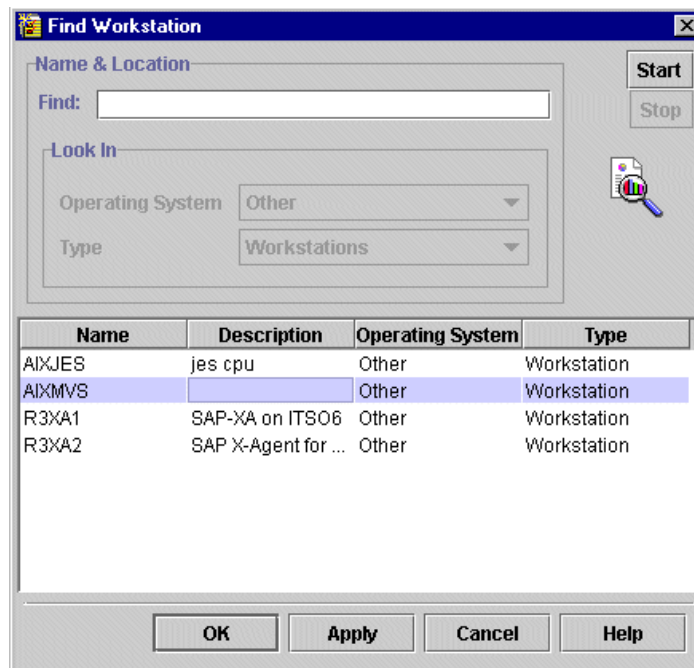 Find Workstation
Name & Location
Start
Find:
Stop
Look In
Operating System Other
Type Workstations
Name Description Operating System Type
AIXJES jes cpu Other Workstation
AIXMVS Other Workstation
R3XA1 SAP-XA on ITSO6 Other Workstation
R3XA2 SAP X-Agent for ... Other Workstation
OK Apply Cancel Help